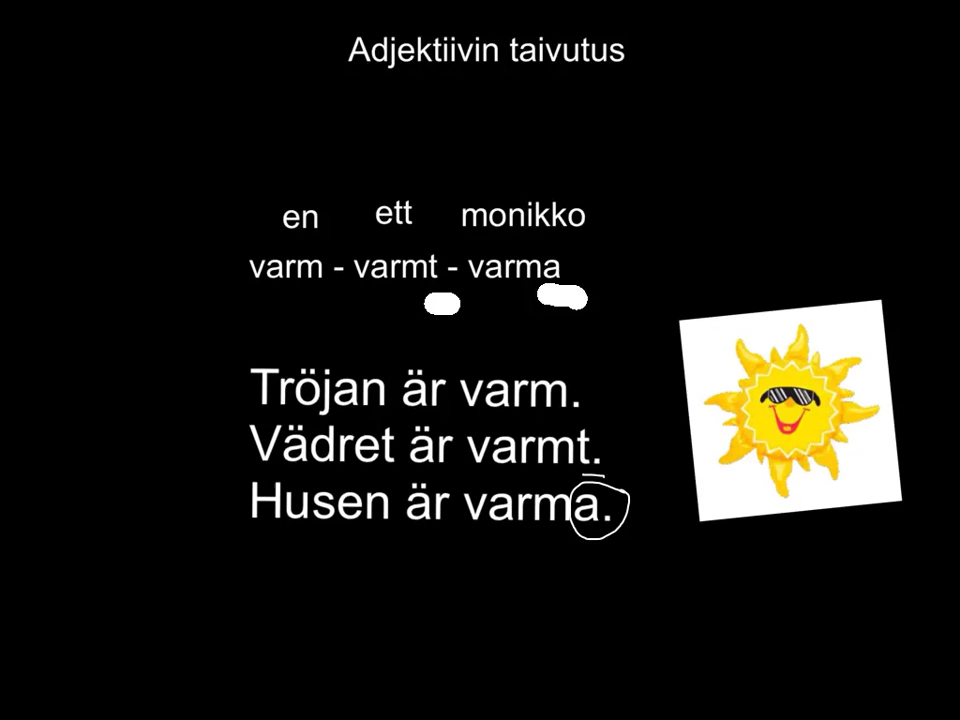 Adjektiivin taivutus
en ett monikko
varm - varmt - varma
Tröjan är varm.
Vädret är varmt.
Husen är varma.